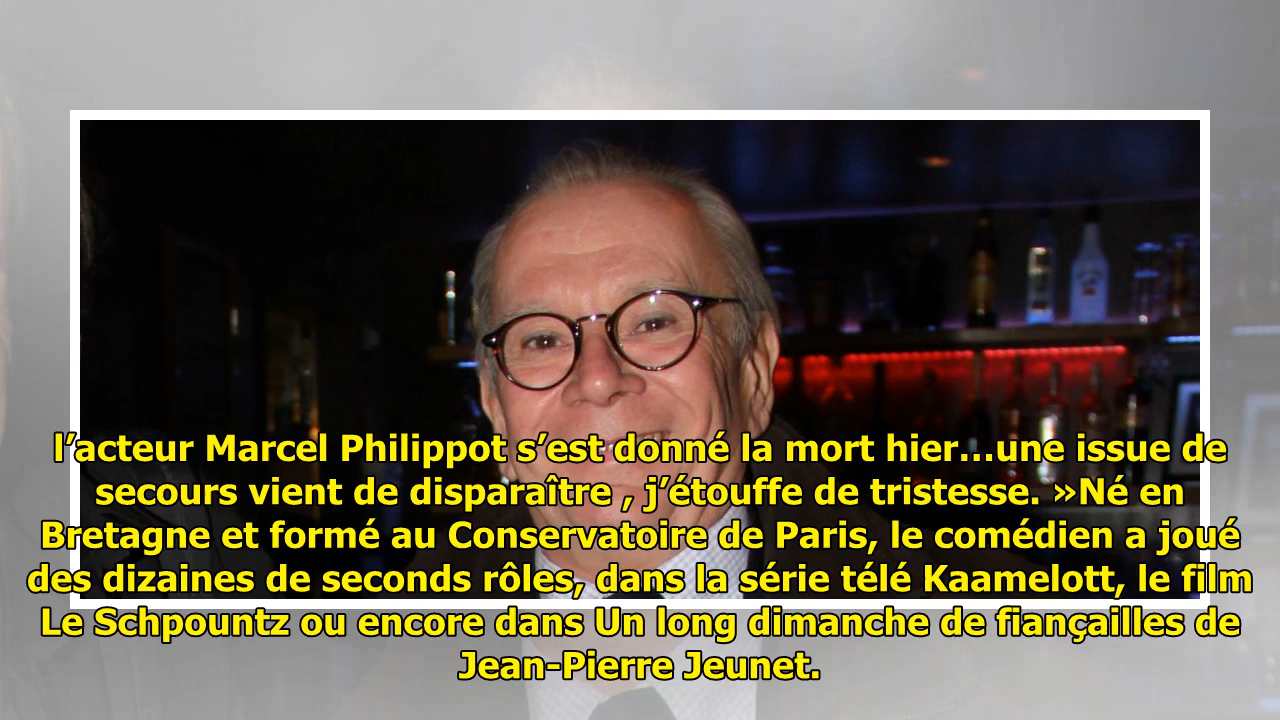 l’acteur Marcel Philippot s’est donné la mort hier...une issue de
secours vient de disparaître , j’étouffe de tristesse. »Né en
Bretagne et formé au Conservatoire de Paris, le comédien a joué
des dizaines de seconds rôles, dans la série télé Kaamelott, le film
Le Schpountz ou encore dans Un long dimanche de fiançailles de
Jean-Pierre Jeunet.